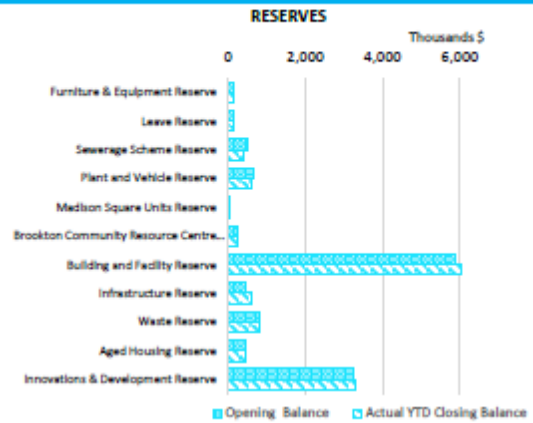 RESERVES
Thousands $
0 2,000 4,000 6,000
Furniture & Equipment Reserve
Leave Reserve
Sewerage Scheme Reserve
Plant and Vehicle Reserve
Madison Square Units Reserve
Brookton Community Resource Centre...
Building and Facility Reserve
Infrastructure Reserve
Waste Reserve
Aged Housing Reserve
Innovations & Development Reserve
Opening Balance Actual YTD Closing Balance